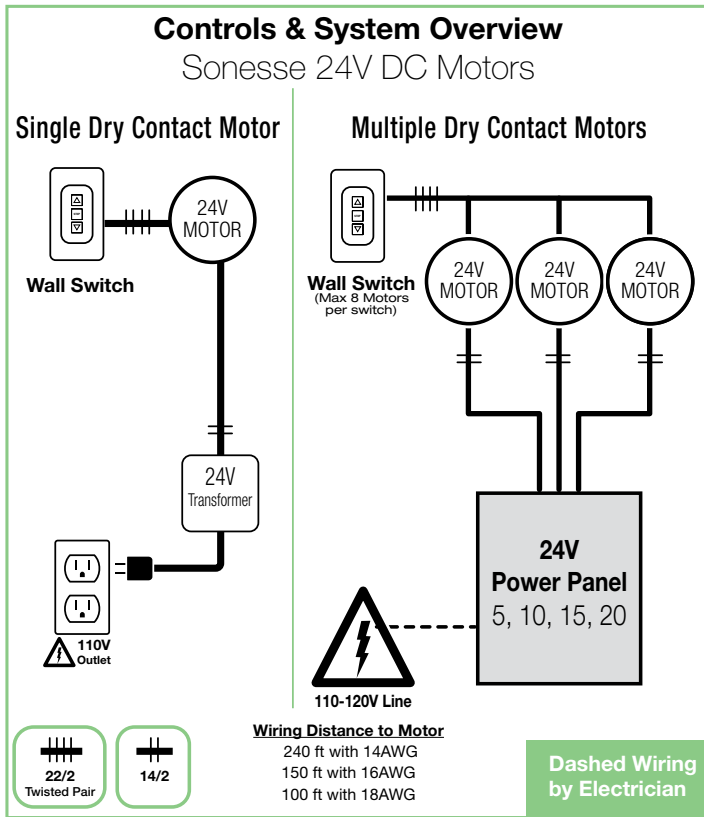 Controls & System Overview
Sonesse 24V DC Motors
Single Dry Contact Motor
24V
MOTOR
Wall Switch
24V
Transformer
110V
Outlet
Multiple Dry Contact Motors
Wall Switch
(Max 8 Motors
per switch)
24V
MOTOR
24V
MOTOR
24V
MOTOR
24V
Power Panel
5, 10, 15, 20
110-120V Line
22/2
Twisted Pair
14/2
Wiring Distance to Motor
240 ft with 14AWG
150 ft with 16AWG
100 ft with 18AWG
Dashed Wiring
by Electrician